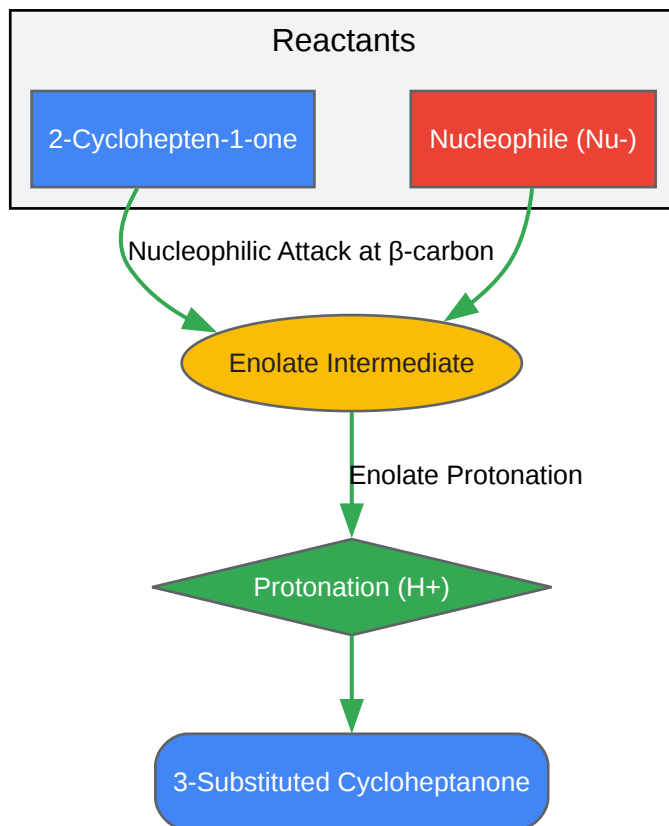 Reactants
2-Cyclohepten-1-one
Nucleophile (Nu-)
Nucleophilic Attack at β-carbon
Enolate Intermediate
Enolate Protonation
Protonation (H+)
3-Substituted Cycloheptanone